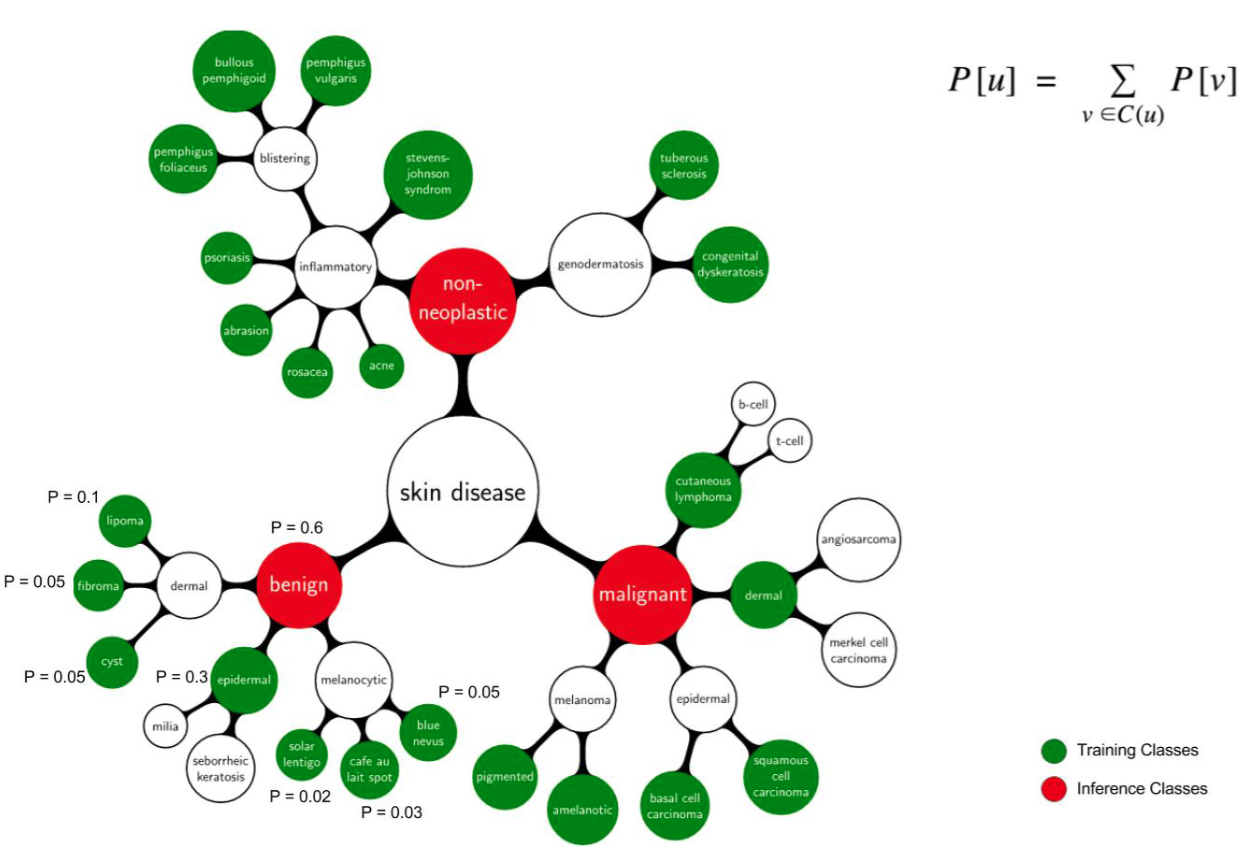 bullous
pemphigoid
pemphigus
vulgaris
P[u] = ∑ P[v]
v ∈C(u)
pemphigus
foliaceus
blistering
stevens-
johnson
syndrom
tuberous
sclerosis
psoriasis
inflammatory
genodermatosis
congenital
dyskeratosis
non-
neoplastic
abrasion
rosacea
acne
b-cell
t-cell
skin disease
cutaneous
lymphoma
P = 0.1
lipoma
P = 0.6
angiosarcoma
P = 0.05
fibroma
dermal
benign
malignant
dermal
merkel cell
carcinoma
cyst
P = 0.05
P = 0.3
epidermal
melanocytic
P = 0.05
melanoma
epidermal
milia
blue
nevus
seborrheic
keratosis
solar
lentigo
cafe au
lait spot
P = 0.02
P = 0.03
pigmented
amelanotic
basal cell
carcinoma
squamous
cell
carcinoma
Training Classes
Inference Classes